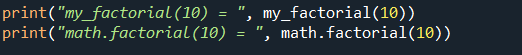 print("my_factorial(10) = ", my_factorial(10))
print("math.factorial(10) = ", math.factorial(10))